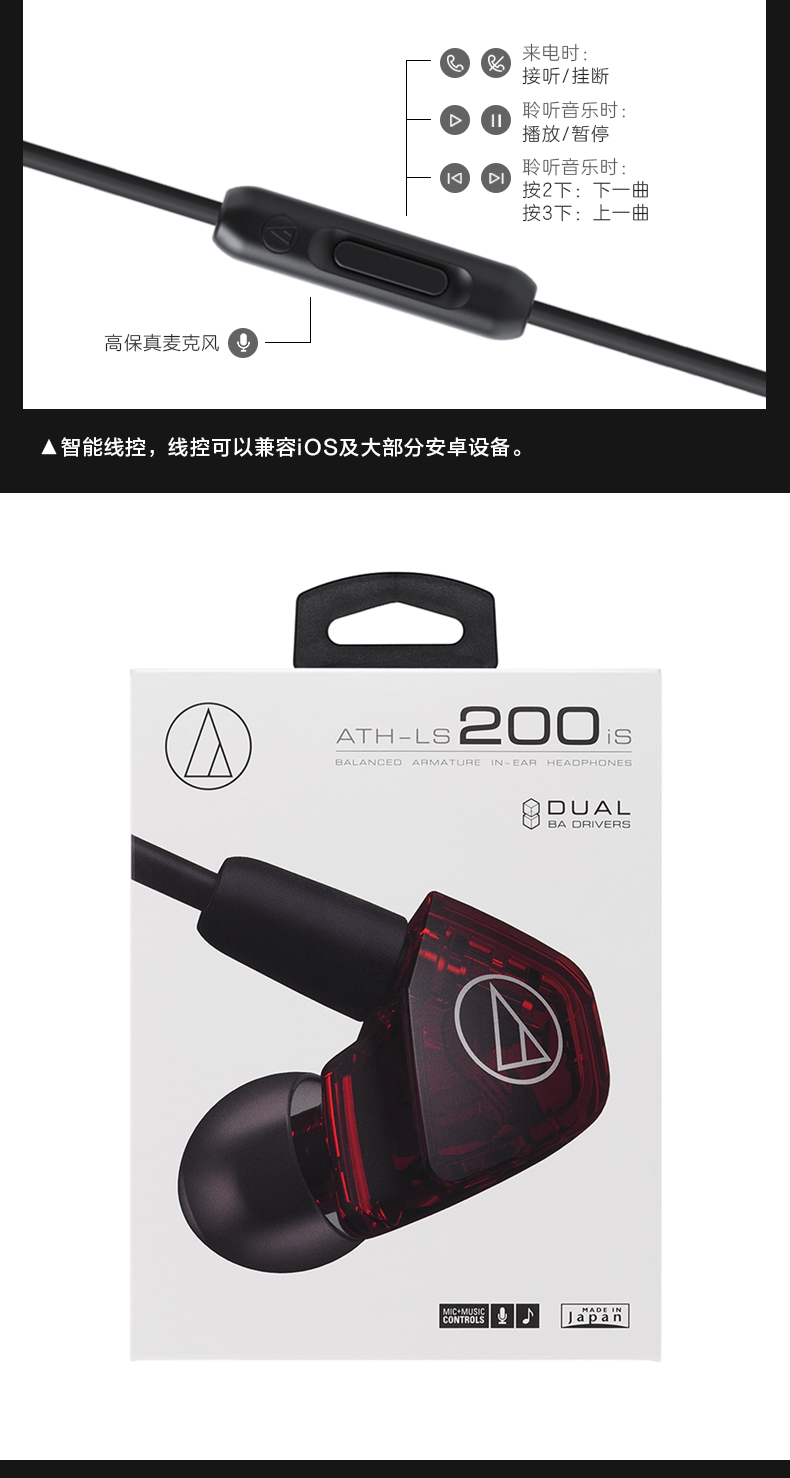 来电时：
接听/挂断
聆听音乐时：
播放/暂停
聆听音乐时：
按2下：下一曲
按3下：上一曲
高保真麦克风
▲智能线控，线控可以兼容iOS及大部分安卓设备。
ATH-LS200iS
BALANCED ARMATURE IN-EAR HEADPHONES
DUAL
BA DRIVERS
MIC+MUSIC
CONTROLS
MADE IN
Japan